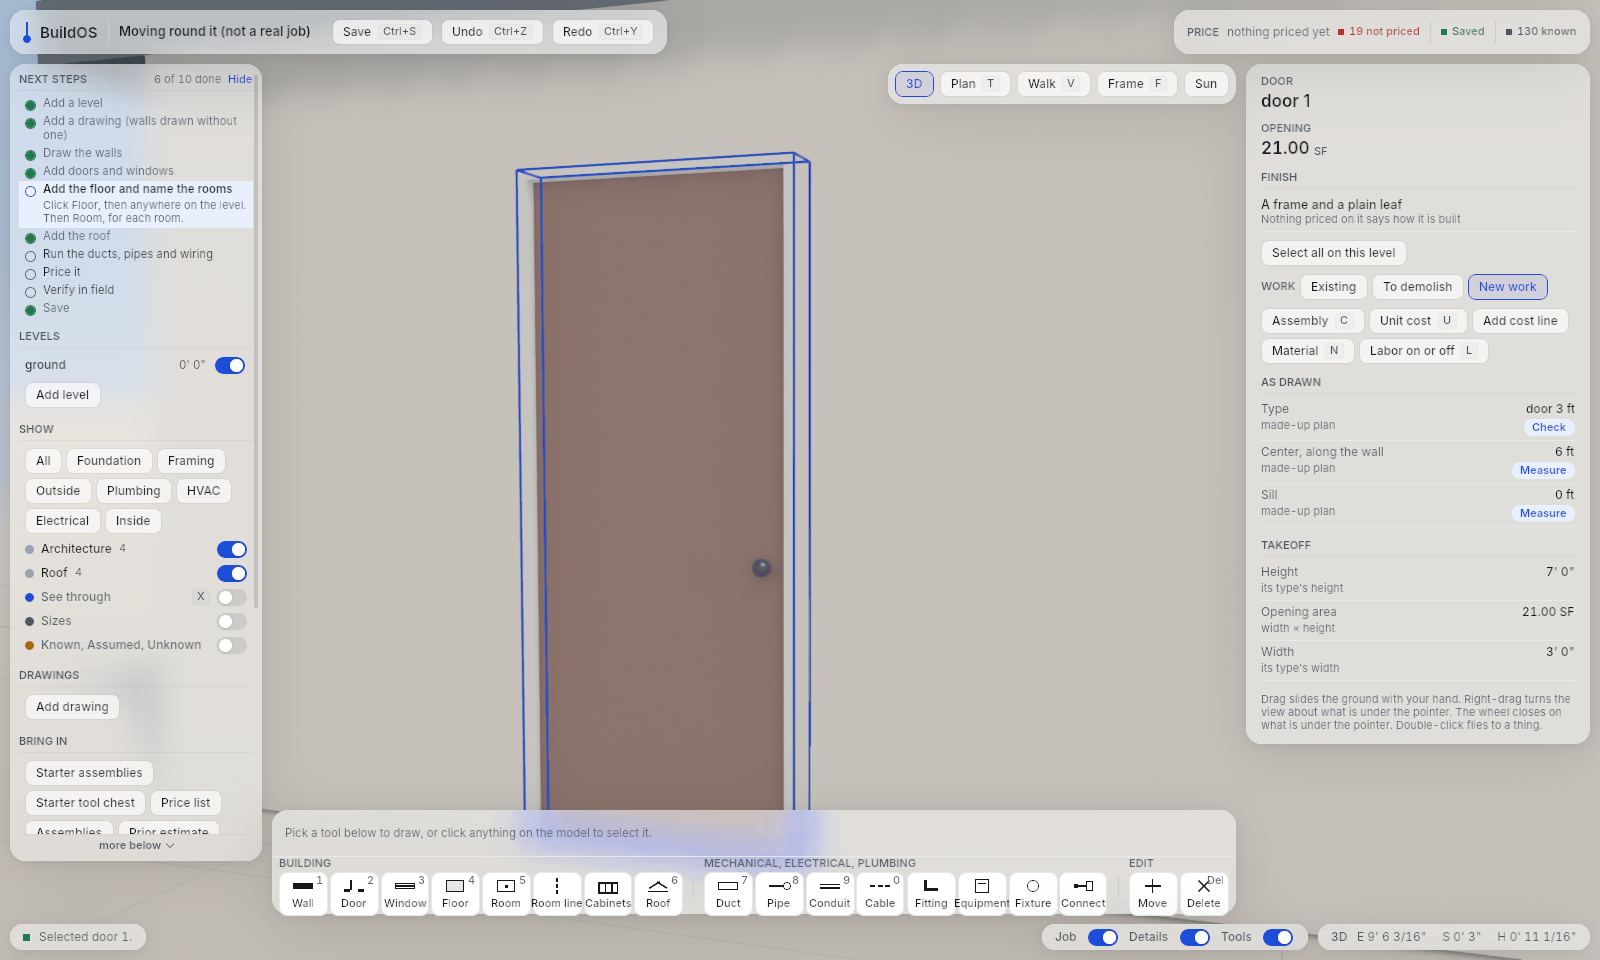 BuildOS
Moving round it (not a real job)
Save Ctrl+S
Undo Ctrl+Z
Redo Ctrl+Y
PRICE nothing priced yet 19 not priced Saved 130 known
NEXT STEPS 6 of 10 done Hide
Add a level
Add a drawing (walls drawn without
one)
Draw the walls
Add doors and windows
Add the floor and name the rooms
Click Floor, then anywhere on the level.
Then Room, for each room.
Add the roof
Run the ducts, pipes and wiring
Price it
Verify in field
Save
LEVELS
ground 0' 0"
Add level
SHOW
All Foundation Framing
Outside Plumbing HVAC
Electrical Inside
Architecture 4
Roof 4
See through X
Sizes
Known, Assumed, Unknown
DRAWINGS
Add drawing
BRING IN
Starter assemblies
Starter tool chest Price list
Assemblies Prior estimate
more below
Selected door 1.
3D Plan T Walk V Frame F Sun
DOOR
door 1
OPENING
21.00 SF
FINISH
A frame and a plain leaf
Nothing priced on it says how it is built
Select all on this level
WORK Existing To demolish New work
Assembly C Unit cost U Add cost line
Material N Labor on or off L
AS DRAWN
Type door 3 ft
made-up plan Check
Center, along the wall 6 ft
made-up plan Measure
Sill 0 ft
made-up plan Measure
TAKEOFF
Height 7' 0"
its type's height
Opening area 21.00 SF
width × height
Width 3' 0"
its type's width
Drag slides the ground with your hand. Right-drag turns the
view about what is under the pointer. The wheel closes on
what is under the pointer. Double-click flies to a thing.
Pick a tool below to draw, or click anything on the model to select it.
BUILDING MECHANICAL, ELECTRICAL, PLUMBING EDIT
1 2 3 4 5 6 7 8 9 0 Del
Wall Door Window Floor Room Room line Cabinets Roof Duct Pipe Conduit Cable Fitting Equipment Fixture Connect Move Delete
Job Details Tools
3D E 9' 6 3/16" S 0' 3" H 0' 11 1/16"